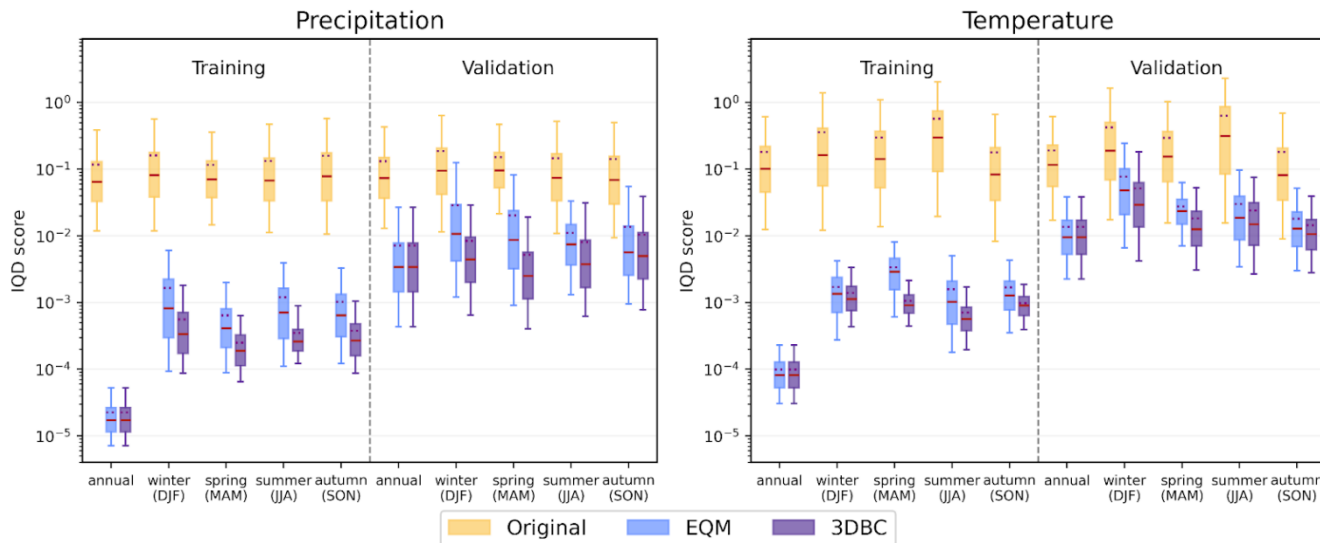 Precipitation
Temperature
Training
Validation
Training
Validation
IQD score
10⁰
10⁻¹
10⁻²
10⁻³
10⁻⁴
10⁻⁵
IQD score
10⁰
10⁻¹
10⁻²
10⁻³
10⁻⁴
10⁻⁵
annual winter spring summer autumn annual winter spring summer autumn
(DJF) (MAM) (JJA) (SON) (DJF) (MAM) (JJA) (SON)
annual winter spring summer autumn annual winter spring summer autumn
(DJF) (MAM) (JJA) (SON) (DJF) (MAM) (JJA) (SON)
Original EQM 3DBC